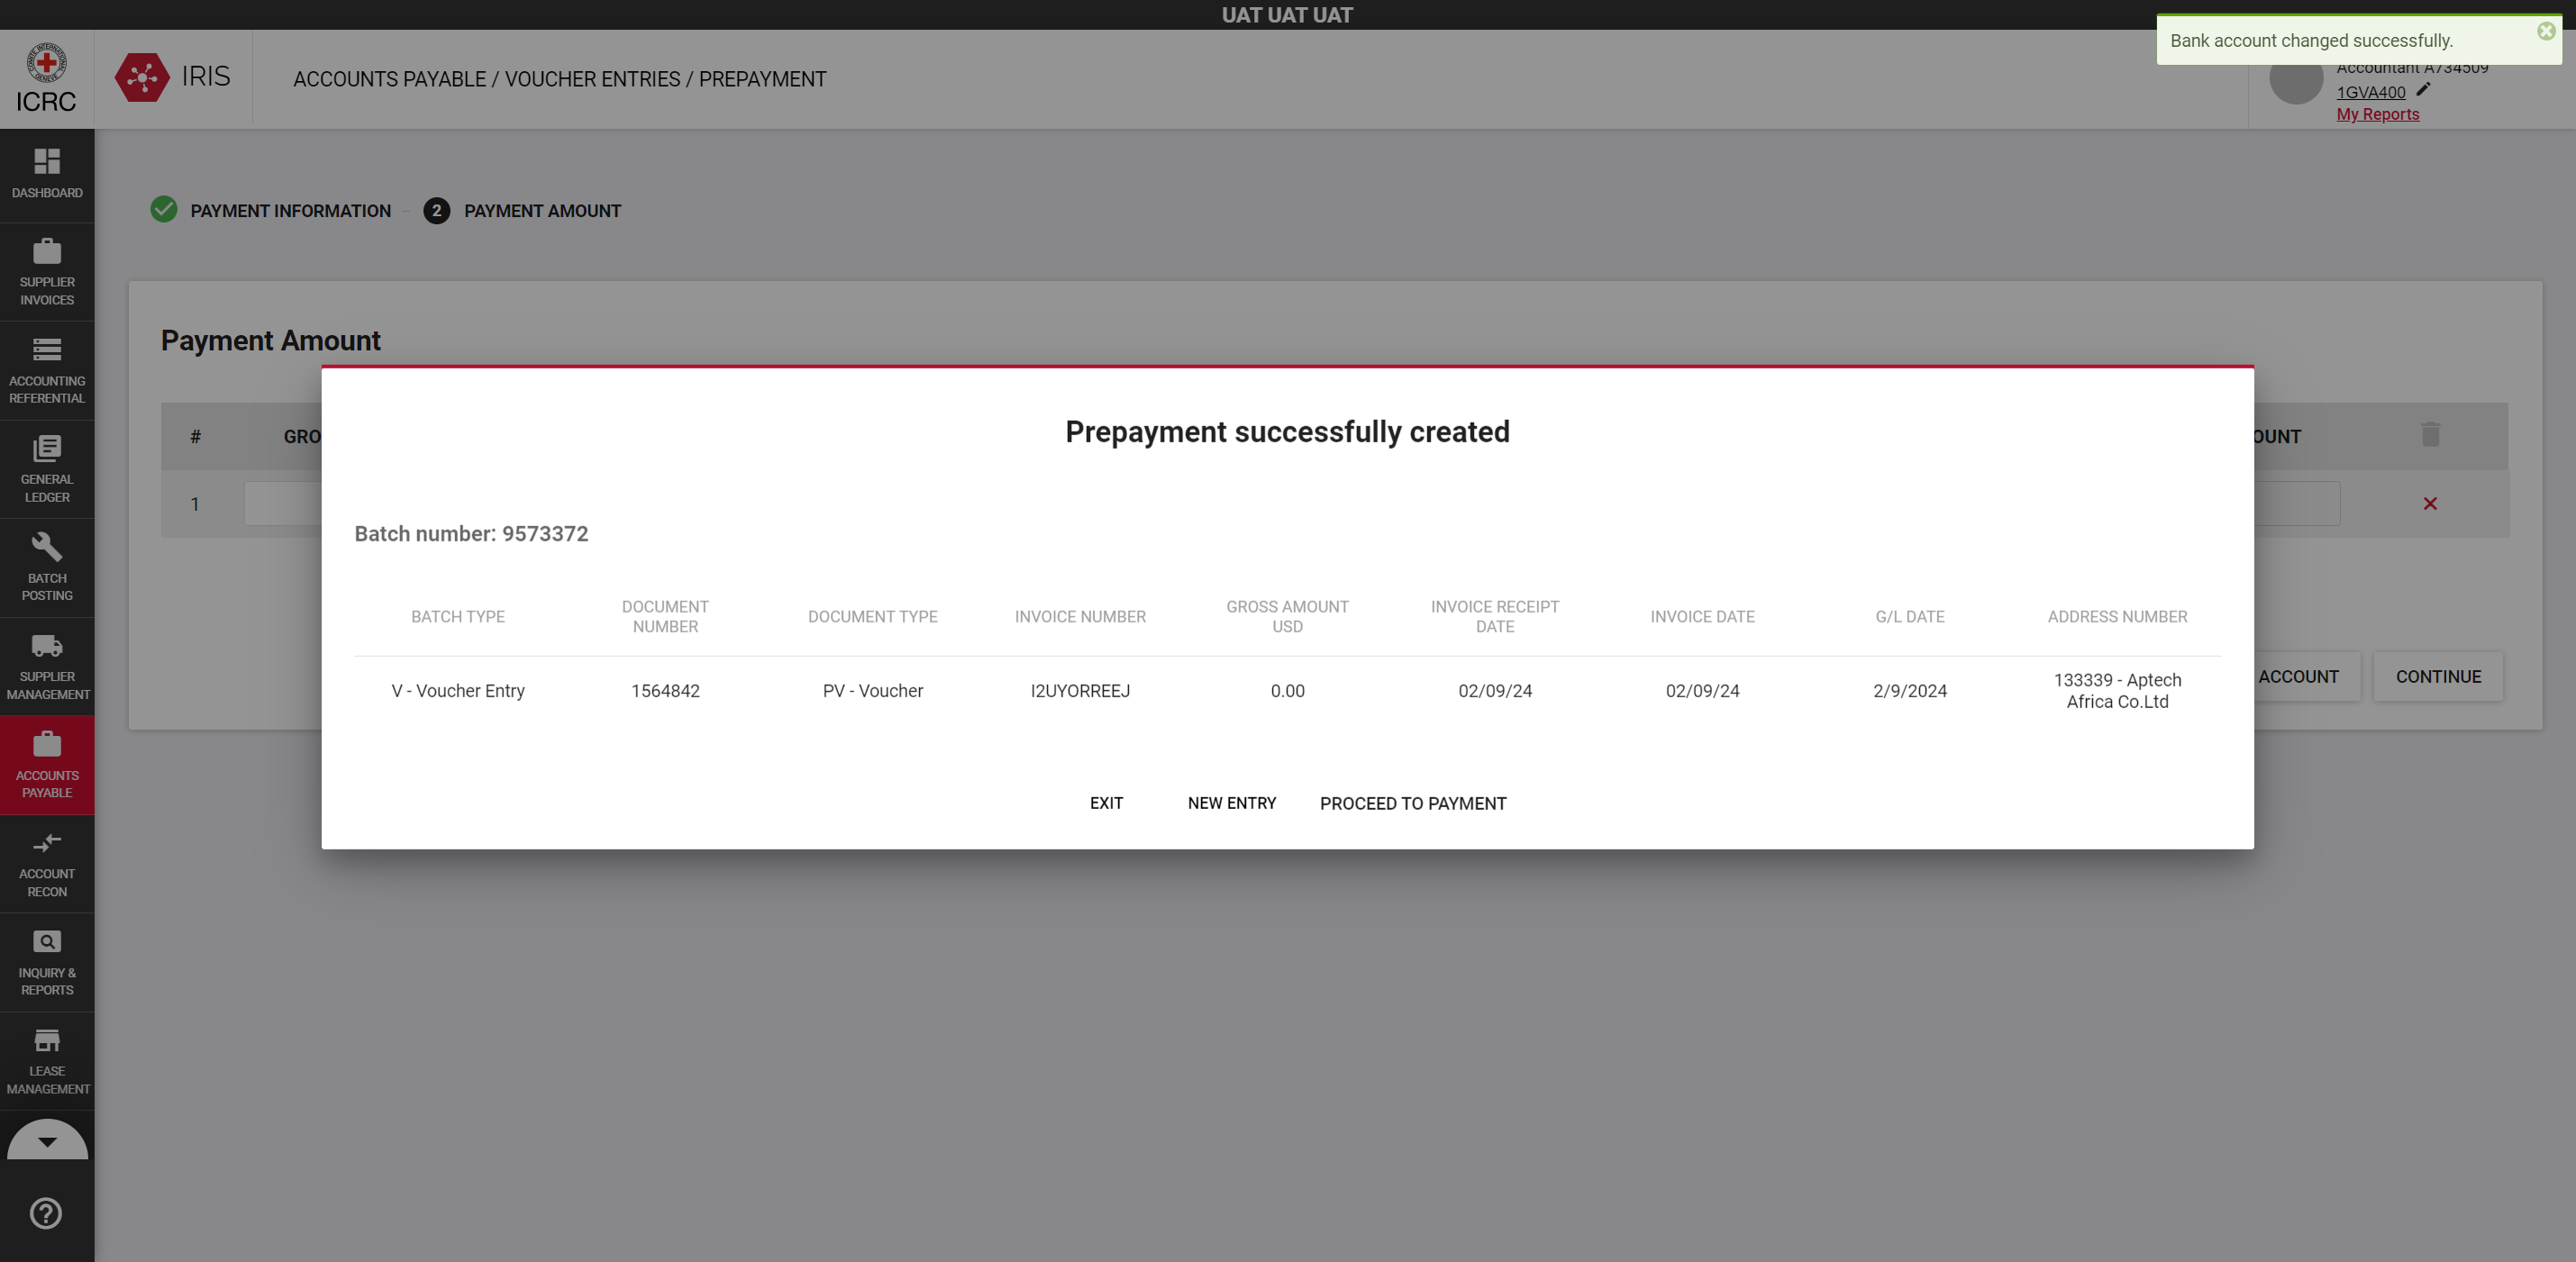 UAT UAT UAT
Bank account changed successfully.
ICRC
IRIS
ACCOUNTS PAYABLE / VOUCHER ENTRIES / PREPAYMENT
Accountant A734509
1GVA400
My Reports
DASHBOARD
SUPPLIER
INVOICES
ACCOUNTING
REFERENTIAL
GENERAL
LEDGER
BATCH
POSTING
SUPPLIER
MANAGEMENT
ACCOUNTS
PAYABLE
ACCOUNT
RECON
INQUIRY &
REPORTS
LEASE
MANAGEMENT
PAYMENT INFORMATION
2 PAYMENT AMOUNT
Payment Amount
# GRO OUNT
1
ACCOUNT CONTINUE
Prepayment successfully created
Batch number: 9573372
BATCH TYPE DOCUMENT NUMBER DOCUMENT TYPE INVOICE NUMBER GROSS AMOUNT USD INVOICE RECEIPT DATE INVOICE DATE G/L DATE ADDRESS NUMBER
V - Voucher Entry 1564842 PV - Voucher I2UYORREEJ 0.00 02/09/24 02/09/24 2/9/2024 133339 - Aptech Africa Co.Ltd
EXIT NEW ENTRY PROCEED TO PAYMENT